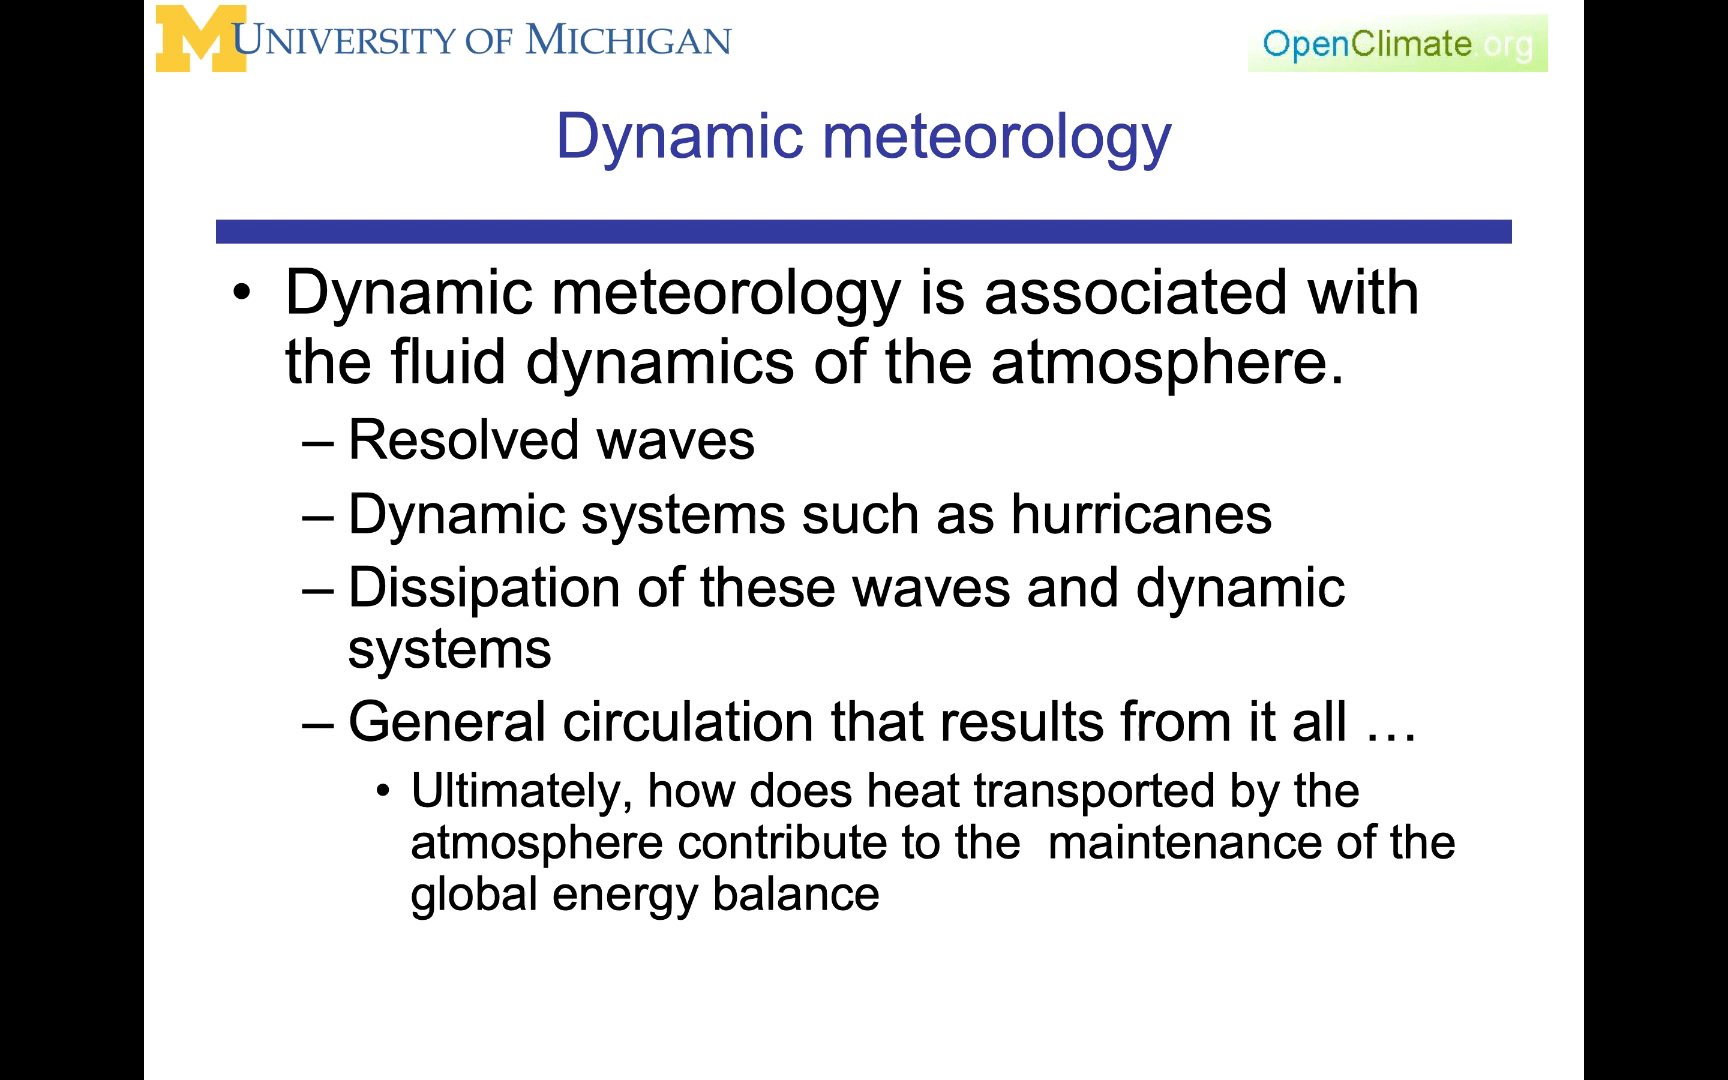 UNIVERSITY OF MICHIGAN
OpenClimate.org
Dynamic meteorology
• Dynamic meteorology is associated with
the fluid dynamics of the atmosphere.
– Resolved waves
– Dynamic systems such as hurricanes
– Dissipation of these waves and dynamic
systems
– General circulation that results from it all …
• Ultimately, how does heat transported by the
atmosphere contribute to the  maintenance of the
global energy balance